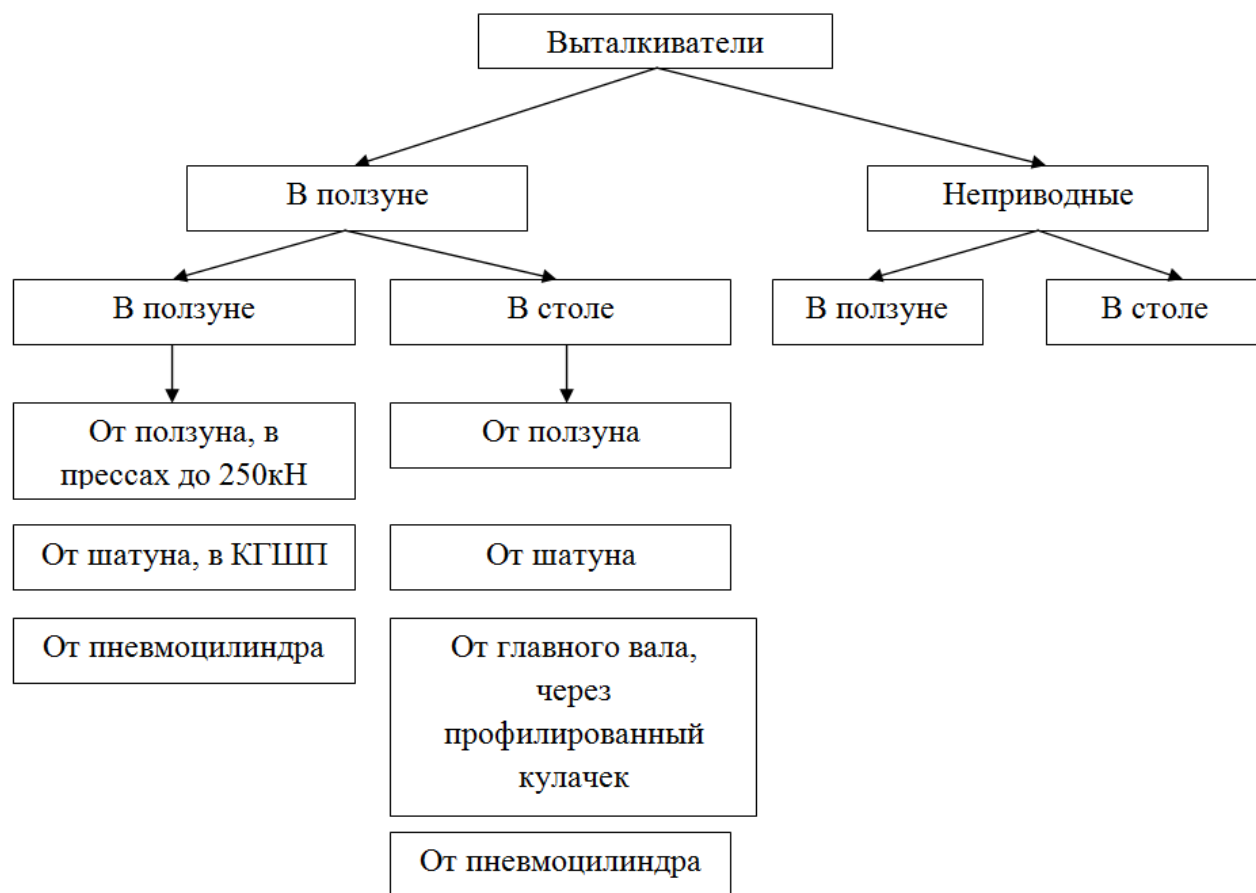 Выталкиватели
В ползуне
Неприводные
В ползуне
В столе
В ползуне
В столе
От ползуна, в
прессах до 250кН
От ползуна
От шатуна, в КГШП
От шатуна
От пневмоцилиндра
От главного вала,
через
профилированный
кулачек
От пневмоцилиндра